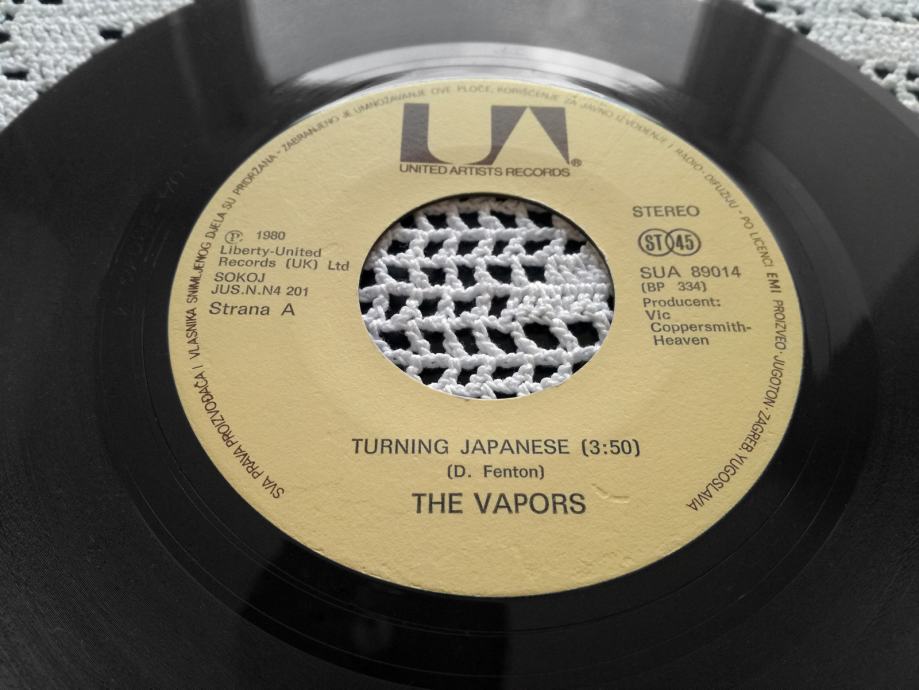 SVA PRAVA PROIZVOĐAČA I VLASNIKA SNIMLJENOG DJELA SU PRIDRŽANA - ZABRANJENO JE UMNOŽAVANJE OVE PLOČE, KORIŠĆENJE ZA JAVNO IZVOĐENJE I RADIO-DIFUZIJU - PO LICENCI EMI PROIZVEO - JUGOTON - ZAGREB YUGOSLAVIA
UA®
UNITED ARTISTS RECORDS
℗ 1980
Liberty-United
Records (UK) Ltd
SOKOJ
JUS.N.N4 201
Strana A
STEREO
ST 45
SUA 89014
(BP 334)
Producent:
Vic
Coppersmith-
Heaven
TURNING JAPANESE (3:50)
(D. Fenton)
THE VAPORS